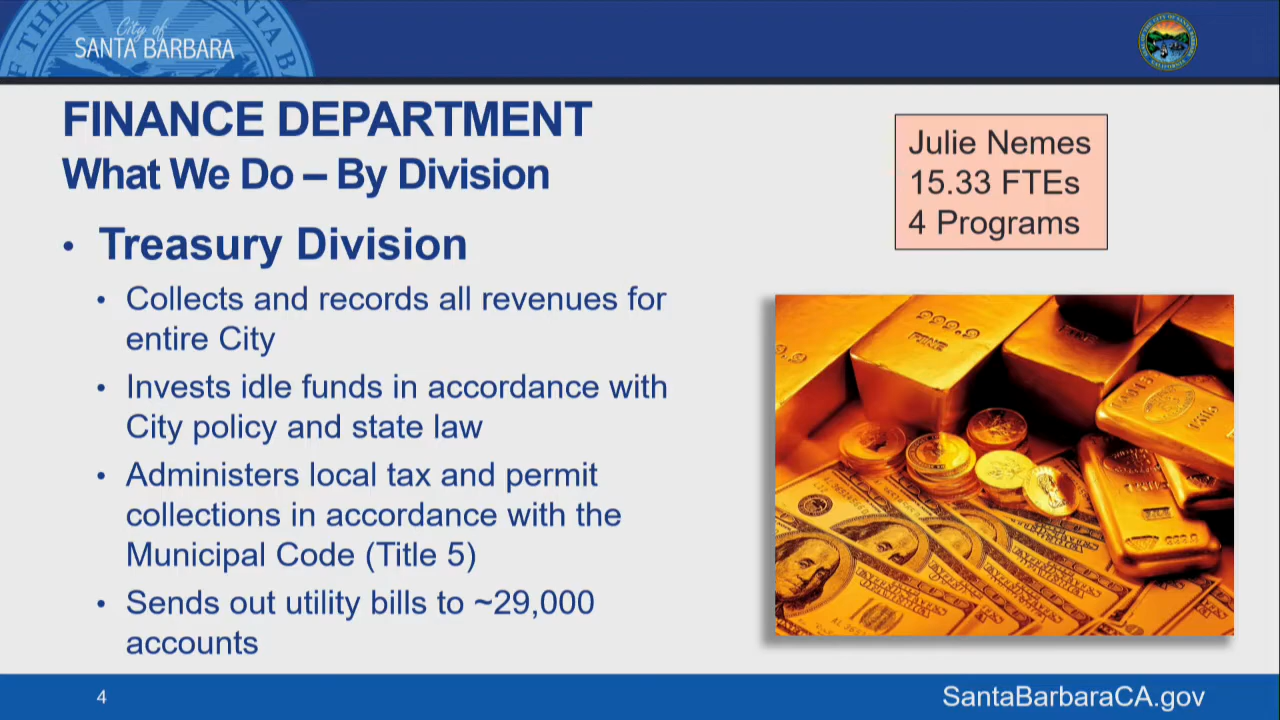 City of
SANTA BARBARA
FINANCE DEPARTMENT
What We Do – By Division
Julie Nemes
15.33 FTEs
4 Programs
• Treasury Division
• Collects and records all revenues for
entire City
• Invests idle funds in accordance with
City policy and state law
• Administers local tax and permit
collections in accordance with the
Municipal Code (Title 5)
• Sends out utility bills to ~29,000
accounts
999.9
FINE
4
SantaBarbaraCA.gov